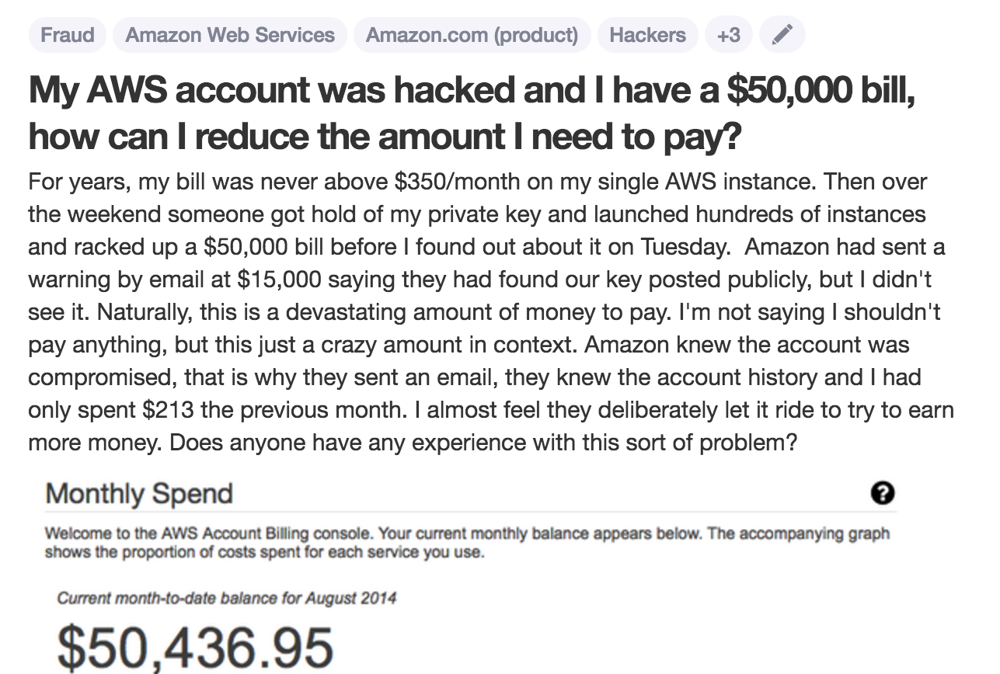 Fraud Amazon Web Services Amazon.com (product) Hackers +3
My AWS account was hacked and I have a $50,000 bill,
how can I reduce the amount I need to pay?
For years, my bill was never above $350/month on my single AWS instance. Then over
the weekend someone got hold of my private key and launched hundreds of instances
and racked up a $50,000 bill before I found out about it on Tuesday.  Amazon had sent a
warning by email at $15,000 saying they had found our key posted publicly, but I didn't
see it. Naturally, this is a devastating amount of money to pay. I'm not saying I shouldn't
pay anything, but this just a crazy amount in context. Amazon knew the account was
compromised, that is why they sent an email, they knew the account history and I had
only spent $213 the previous month. I almost feel they deliberately let it ride to try to earn
more money. Does anyone have any experience with this sort of problem?
Monthly Spend ?
Welcome to the AWS Account Billing console. Your current monthly balance appears below. The accompanying graph
shows the proportion of costs spent for each service you use.
Current month-to-date balance for August 2014
$50,436.95